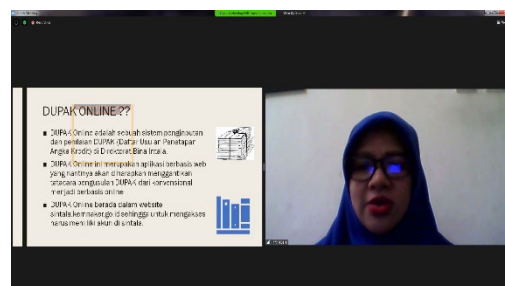 DUPAK ONLINE ??
DUPAK Online adalah sebuah sistem penginputan
dan penilaian DUPAK (Daftar Usulan Penetapan
Angka Kredit) di Direktorat Bina Intala.
DUPAK Online ini merupakan aplikasi berbasis web
yang nantinya akan diharapkan menggantikan
tatacara pengusulan DUPAK dari konvensional
menjadi berbasis online
DUPAK Online berada dalam website
sintala.kemnaker.go.id sehingga untuk mengakses
harus memiliki akun di sintala.